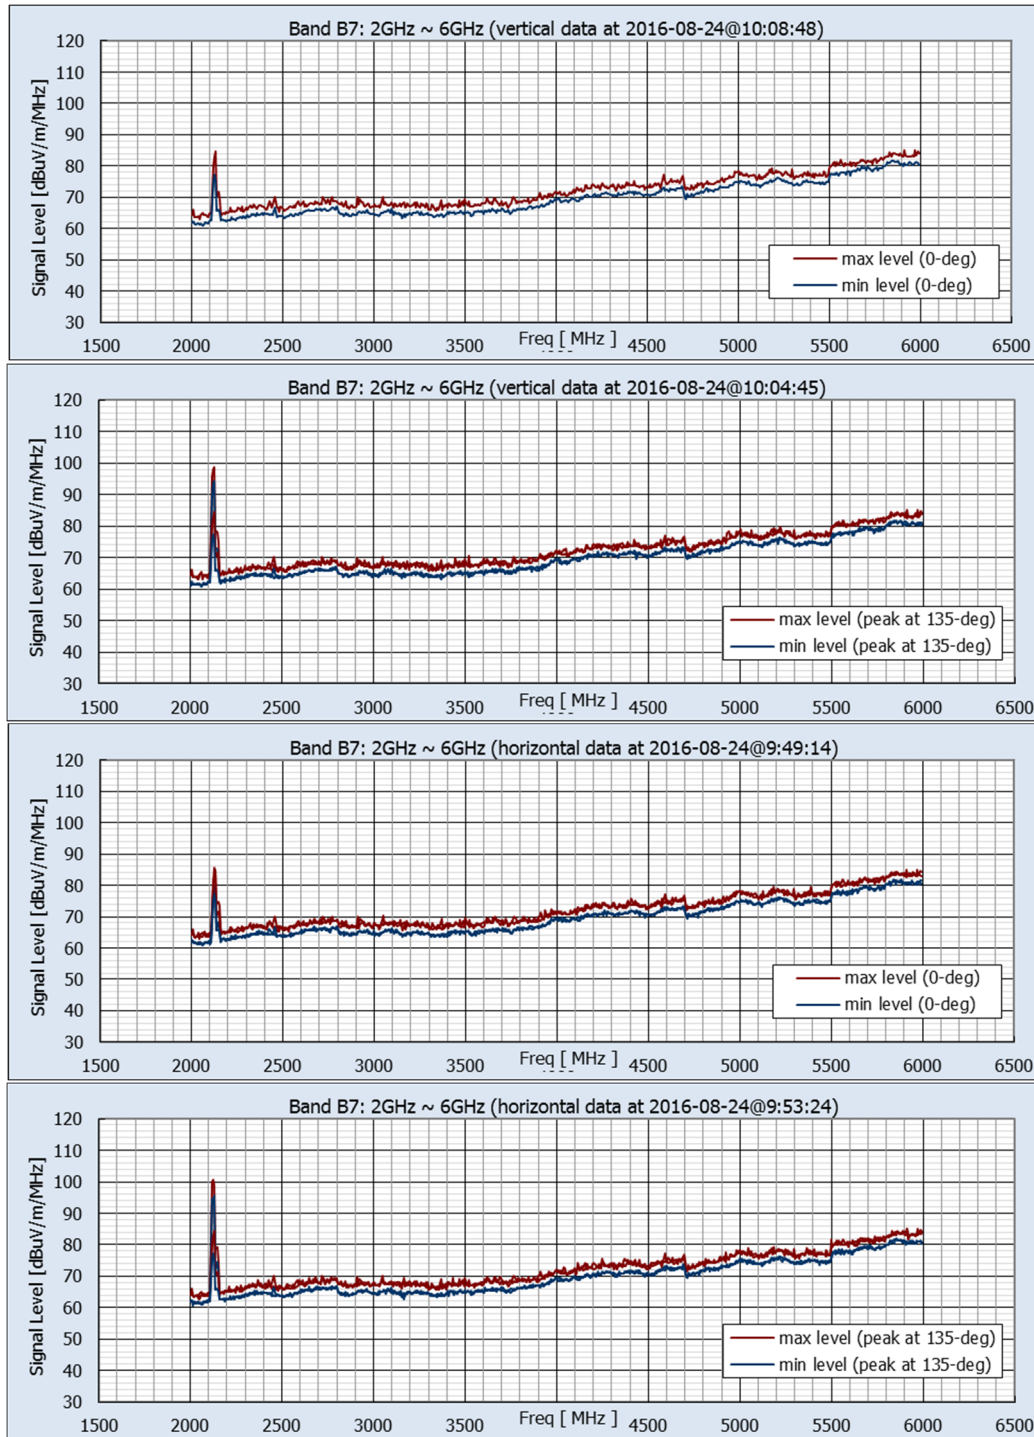 Band B7: 2GHz ~ 6GHz (vertical data at 2016-08-24@10:08:48)
120
110
100
90
80
70
60
50
40
30
Signal Level [dBuV/m/MHz]
max level (0-deg)
min level (0-deg)
1500 2000 2500 3000 3500 4500 5000 5500 6000 6500
Freq [ MHz ]
Band B7: 2GHz ~ 6GHz (vertical data at 2016-08-24@10:04:45)
120
110
100
90
80
70
60
50
40
30
Signal Level [dBuV/m/MHz]
max level (peak at 135-deg)
min level (peak at 135-deg)
1500 2000 2500 3000 3500 4500 5000 5500 6000 6500
Freq [ MHz ]
Band B7: 2GHz ~ 6GHz (horizontal data at 2016-08-24@9:49:14)
120
110
100
90
80
70
60
50
40
30
Signal Level [dBuV/m/MHz]
max level (0-deg)
min level (0-deg)
1500 2000 2500 3000 3500 4500 5000 5500 6000 6500
Freq [ MHz ]
Band B7: 2GHz ~ 6GHz (horizontal data at 2016-08-24@9:53:24)
120
110
100
90
80
70
60
50
40
30
Signal Level [dBuV/m/MHz]
max level (peak at 135-deg)
min level (peak at 135-deg)
1500 2000 2500 3000 3500 4500 5000 5500 6000 6500
Freq [ MHz ]